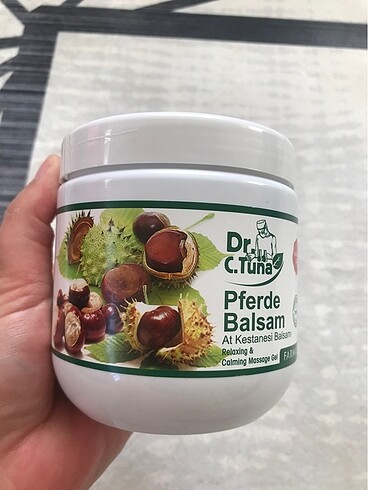 Dr.
C.Tuna
Pferde
Balsam
At Kestanesi Balsamı
Relaxing &
Calming Massage Gel